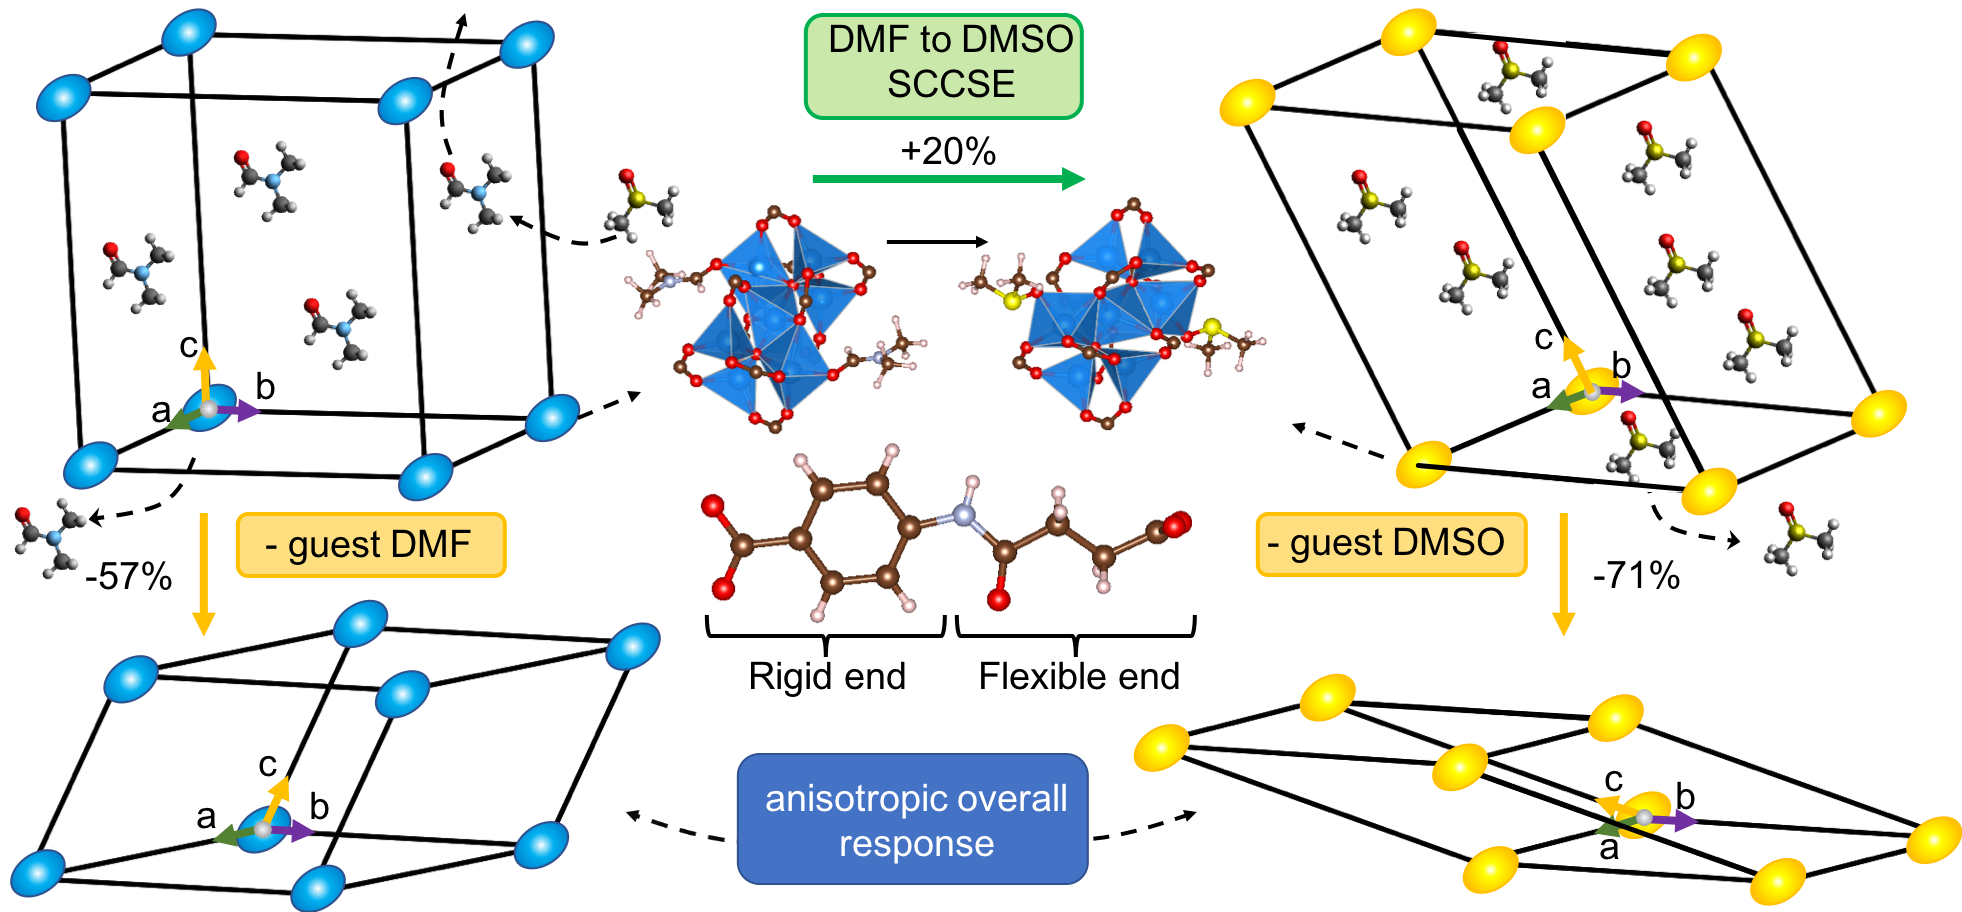 DMF to DMSO
SCCSE
+20%
c
b
a
c
b
a
- guest DMF
-57%
- guest DMSO
-71%
Rigid end
Flexible end
c
b
a
anisotropic overall
response
c
b
a